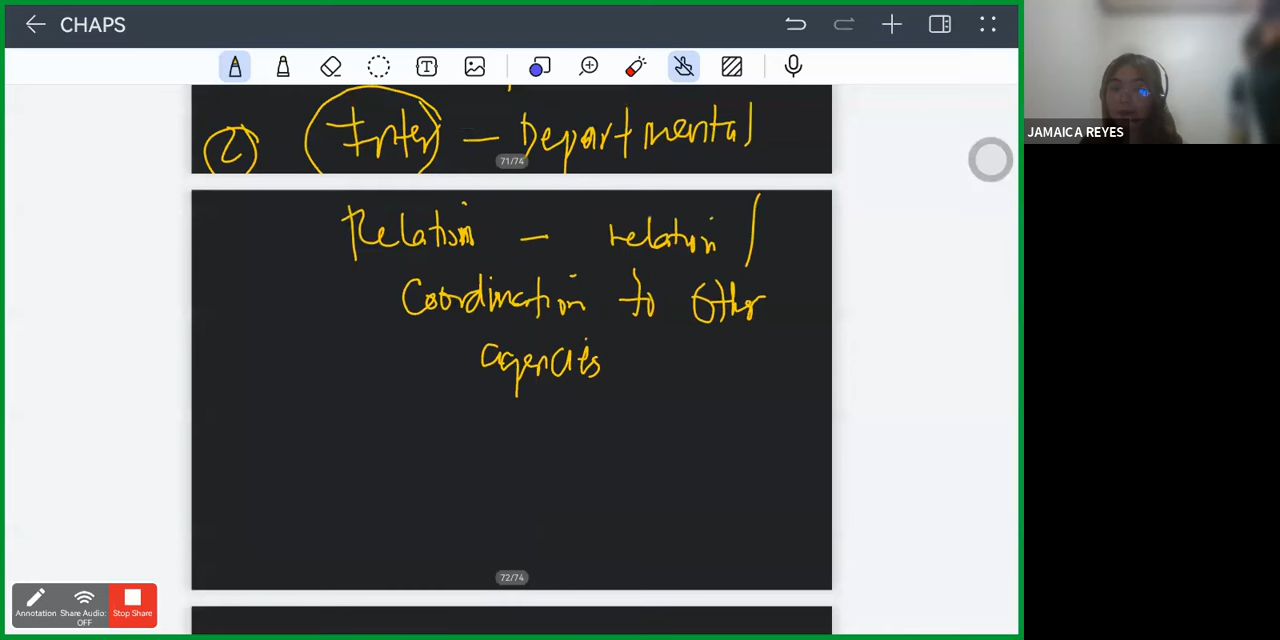 CHAPS
② Inter - Departmental
71/74
Relation - relation /
Coordination to other
agencies
72/74
Annotation
Share Audio: OFF
Stop Share
JAMAICA REYES